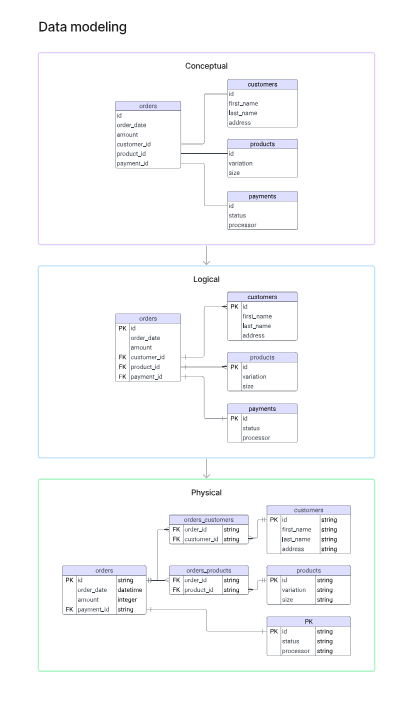 Data modeling
Conceptual
orders
id
order_date
amount
customer_id
product_id
payment_id
customers
id
first_name
last_name
address
products
id
variation
size
payments
id
status
processor
Logical
orders
PK id
order_date
amount
FK customer_id
FK product_id
FK payment_id
customers
PK id
first_name
last_name
address
products
PK id
variation
size
payments
PK id
status
processor
Physical
orders
PK id string
order_date datetime
amount integer
FK payment_id string
orders_customers
FK order_id string
FK customer_id string
orders_products
FK order_id string
FK product_id string
customers
PK id string
first_name string
last_name string
address string
products
PK id string
variation string
size string
PK
PK id string
status string
processor string